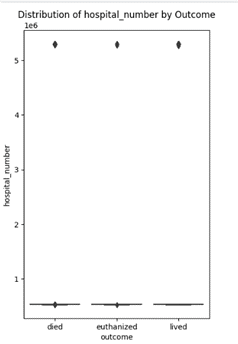 Distribution of hospital_number by Outcome
1e6
5
4
3
2
1
hospital_number
died euthanized lived
outcome